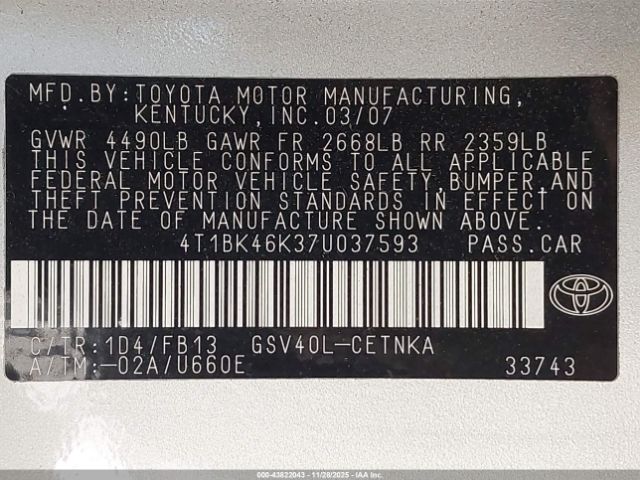 MFD.BY:TOYOTA MOTOR MANUFACTURING,
KENTUCKY,INC.03/07
GVWR 4490LB GAWR FR 2668LB RR 2359LB
THIS VEHICLE CONFORMS TO ALL APPLICABLE
FEDERAL MOTOR VEHICLE SAFETY,BUMPER,AND
THEFT PREVENTION STANDARDS IN EFFECT ON
THE DATE OF MANUFACTURE SHOWN ABOVE.
4T1BK46K37U037593 PASS.CAR
C/TR:1D4/FB13 GSV40L-CETNKA
A/TM:-02A/U660E 33743
000-43822043 - 11/28/2025 - IAAI.COM